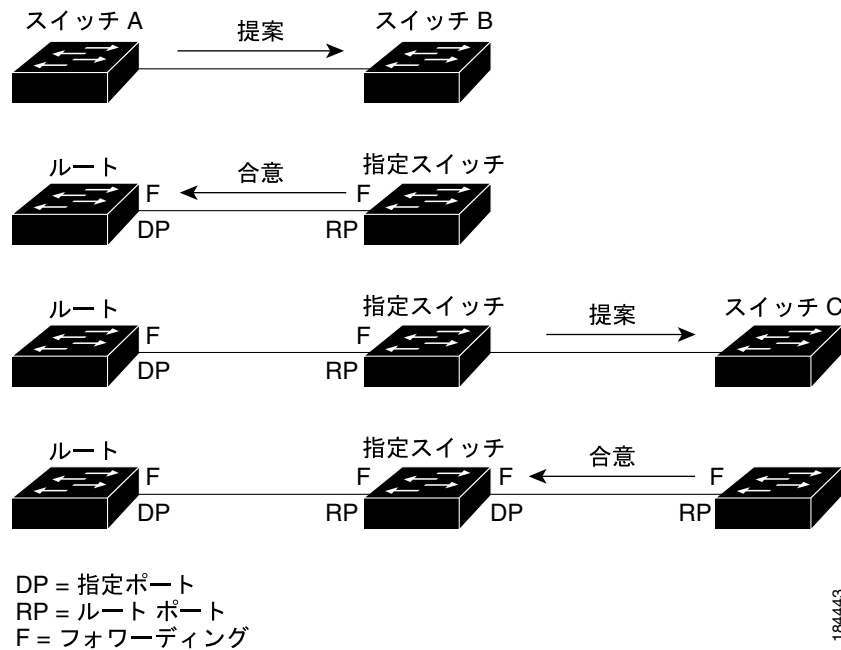 スイッチ A
提案
スイッチ B
ルート
合意
指定スイッチ
F
F
DP
RP
ルート
指定スイッチ
提案
スイッチ C
F
F
DP
RP
ルート
指定スイッチ
合意
F
F
F
F
DP
RP
DP
RP
DP = 指定ポート
RP = ルート ポート
F = フォワーディング
184443